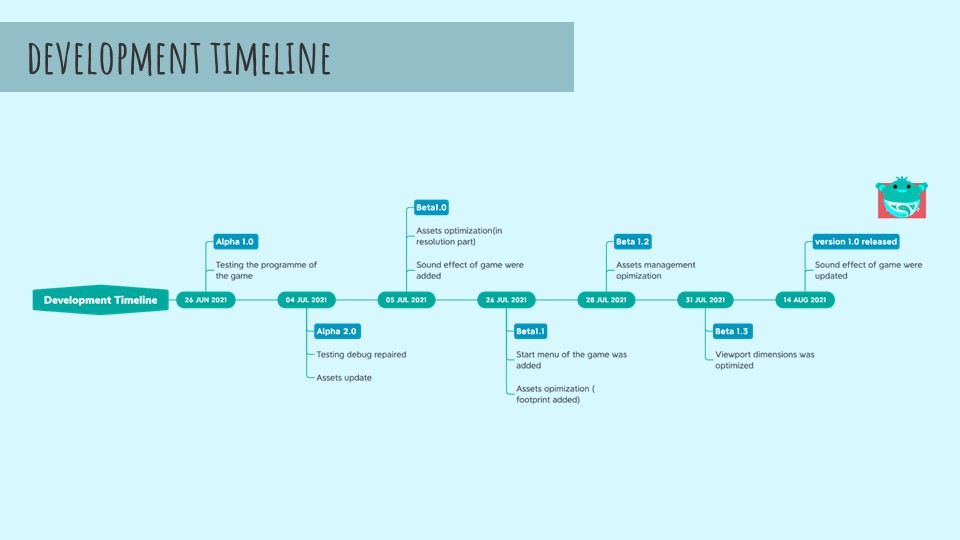 DEVELOPMENT TIMELINE
Beta1.0
Assets optimization(in
resolution part)
Sound effect of game were
added
Alpha 1.0
Testing the programme of
the game
Beta 1.2
Assets management
opimization
version 1.0 released
Sound effect of game were
updated
Development Timeline
26 JUN 2021
04 JUL 2021
05 JUL 2021
26 JUL 2021
28 JUL 2021
31 JUL 2021
14 AUG 2021
Alpha 2.0
Testing debug repaired
Assets update
Beta1.1
Start menu of the game was
added
Assets opimization (
footprint added)
Beta 1.3
Viewport dimensions was
optimized